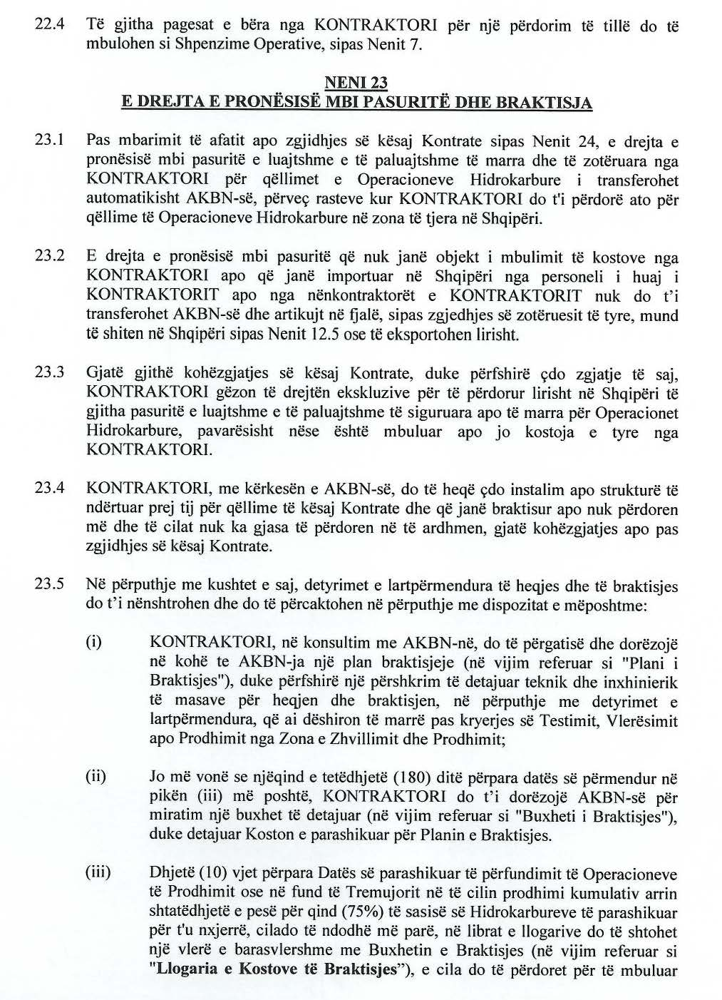 22.4 Të gjitha pagesat e bëra nga KONTRAKTORI për një përdorim të tillë do të
mbulohen si Shpenzime Operative, sipas Nenit 7.
NENI 23
E DREJTA E PRONËSISË MBI PASURITË DHE BRAKTISJA
23.1 Pas mbarimit të afatit apo zgjidhjes së kësaj Kontrate sipas Nenit 24, e drejta e
pronësisë mbi pasuritë e luajtshme e të paluajtshme të marra dhe të zotëruara nga
KONTRAKTORI për qëllimet e Operacioneve Hidrokarbure i transferohet
automatikisht AKBN-së, përveç rasteve kur KONTRAKTORI do t'i përdorë ato për
qëllime të Operacioneve Hidrokarbure në zona të tjera në Shqipëri.
23.2 E drejta e pronësisë mbi pasuritë që nuk janë objekt i mbulimit të kostove nga
KONTRAKTORI apo që janë importuar në Shqipëri nga personeli i huaj i
KONTRAKTORIT apo nga nënkontraktorët e KONTRAKTORIT nuk do t’i
transferohet AKBN-së dhe artikujt në fjalë, sipas zgjedhjes së zotëruesit të tyre, mund
të shiten në Shqipëri sipas Nenit 12.5 ose të eksportohen lirisht.
23.3 Gjatë gjithë kohëzgjatjes së kësaj Kontrate, duke përfshirë çdo zgjatje të saj,
KONTRAKTORI gëzon të drejtën ekskluzive për të përdorur lirisht në Shqipëri të
gjitha pasuritë e luajtshme e të paluajtshme të siguruara apo të marra për Operacionet
Hidrokarbure, pavarësisht nëse është mbuluar apo jo kostoja e tyre nga
KONTRAKTORI.
23.4 KONTRAKTORI, me kërkesën e AKBN-së, do të heqë çdo instalim apo strukturë të
ndërtuar prej tij për qëllime të kësaj Kontrate dhe që janë braktisur apo nuk përdoren
më dhe të cilat nuk ka gjasa të përdoren në të ardhmen, gjatë kohëzgjatjes apo pas
zgjidhjes së kësaj Kontrate.
23.5 Në përputhje me kushtet e saj, detyrimet e lartpërmendura të heqjes dhe të braktisjes
do t’i nënshtrohen dhe do të përcaktohen në përputhje me dispozitat e mëposhtme:
(i) KONTRAKTORI, në konsultim me AKBN-në, do të përgatisë dhe dorëzojë
në kohë te AKBN-ja një plan braktisjeje (në vijim referuar si "Plani i
Braktisjes"), duke përfshirë një përshkrim të detajuar teknik dhe inxhinierik
të masave për heqjen dhe braktisjen, në përputhje me detyrimet e
lartpërmendura, që ai dëshiron të marrë pas kryerjes së Testimit, Vlerësimit
apo Prodhimit nga Zona e Zhvillimit dhe Prodhimit;
(ii) Jo më vonë se njëqind e tetëdhjetë (180) ditë përpara datës së përmendur në
pikën (iii) më poshtë, KONTRAKTORI do t’i dorëzojë AKBN-së për
miratim një buxhet të detajuar (në vijim referuar si "Buxheti i Braktisjes"),
duke detajuar Koston e parashikuar për Planin e Braktisjes.
(iii) Dhjetë (10) vjet përpara Datës së parashikuar të përfundimit të Operacioneve
të Prodhimit ose në fund të Tremujorit në të cilin prodhimi kumulativ arrin
shtatëdhjetë e pesë për qind (75%) të sasisë së Hidrokarbureve të parashikuar
për t'u nxjerrë, cilado të ndodhë më parë, në librat e llogarive do të shtohet
një vlerë e barasvlershme me Buxhetin e Braktisjes (në vijim referuar si
"Llogaria e Kostove të Braktisjes”), e cila do të përdoret për të mbuluar